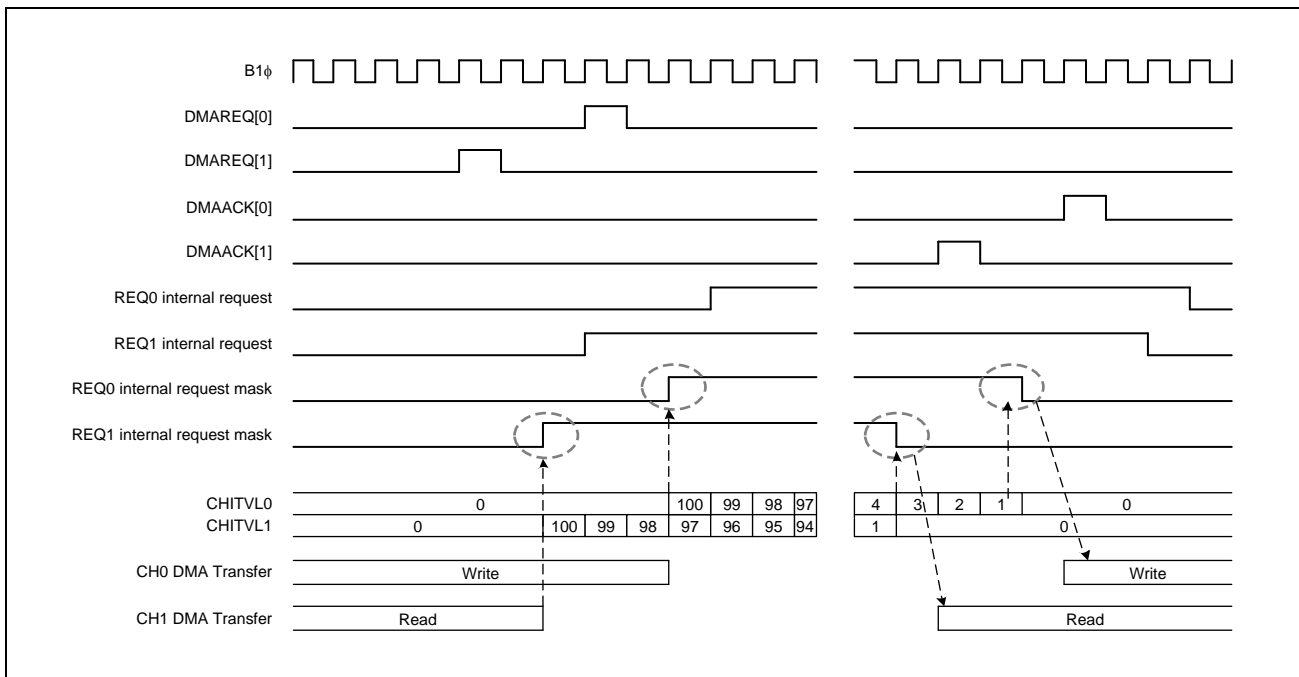 B1ϕ
DMAREQ[0]
DMAREQ[1]
DMAACK[0]
DMAACK[1]
REQ0 internal request
REQ1 internal request
REQ0 internal request mask
REQ1 internal request mask
CHITVL0 0 100 99 98 97 4 3 2 1 0
CHITVL1 0 100 99 98 97 96 95 94 1 0
CH0 DMA Transfer Write Write
CH1 DMA Transfer Read Read